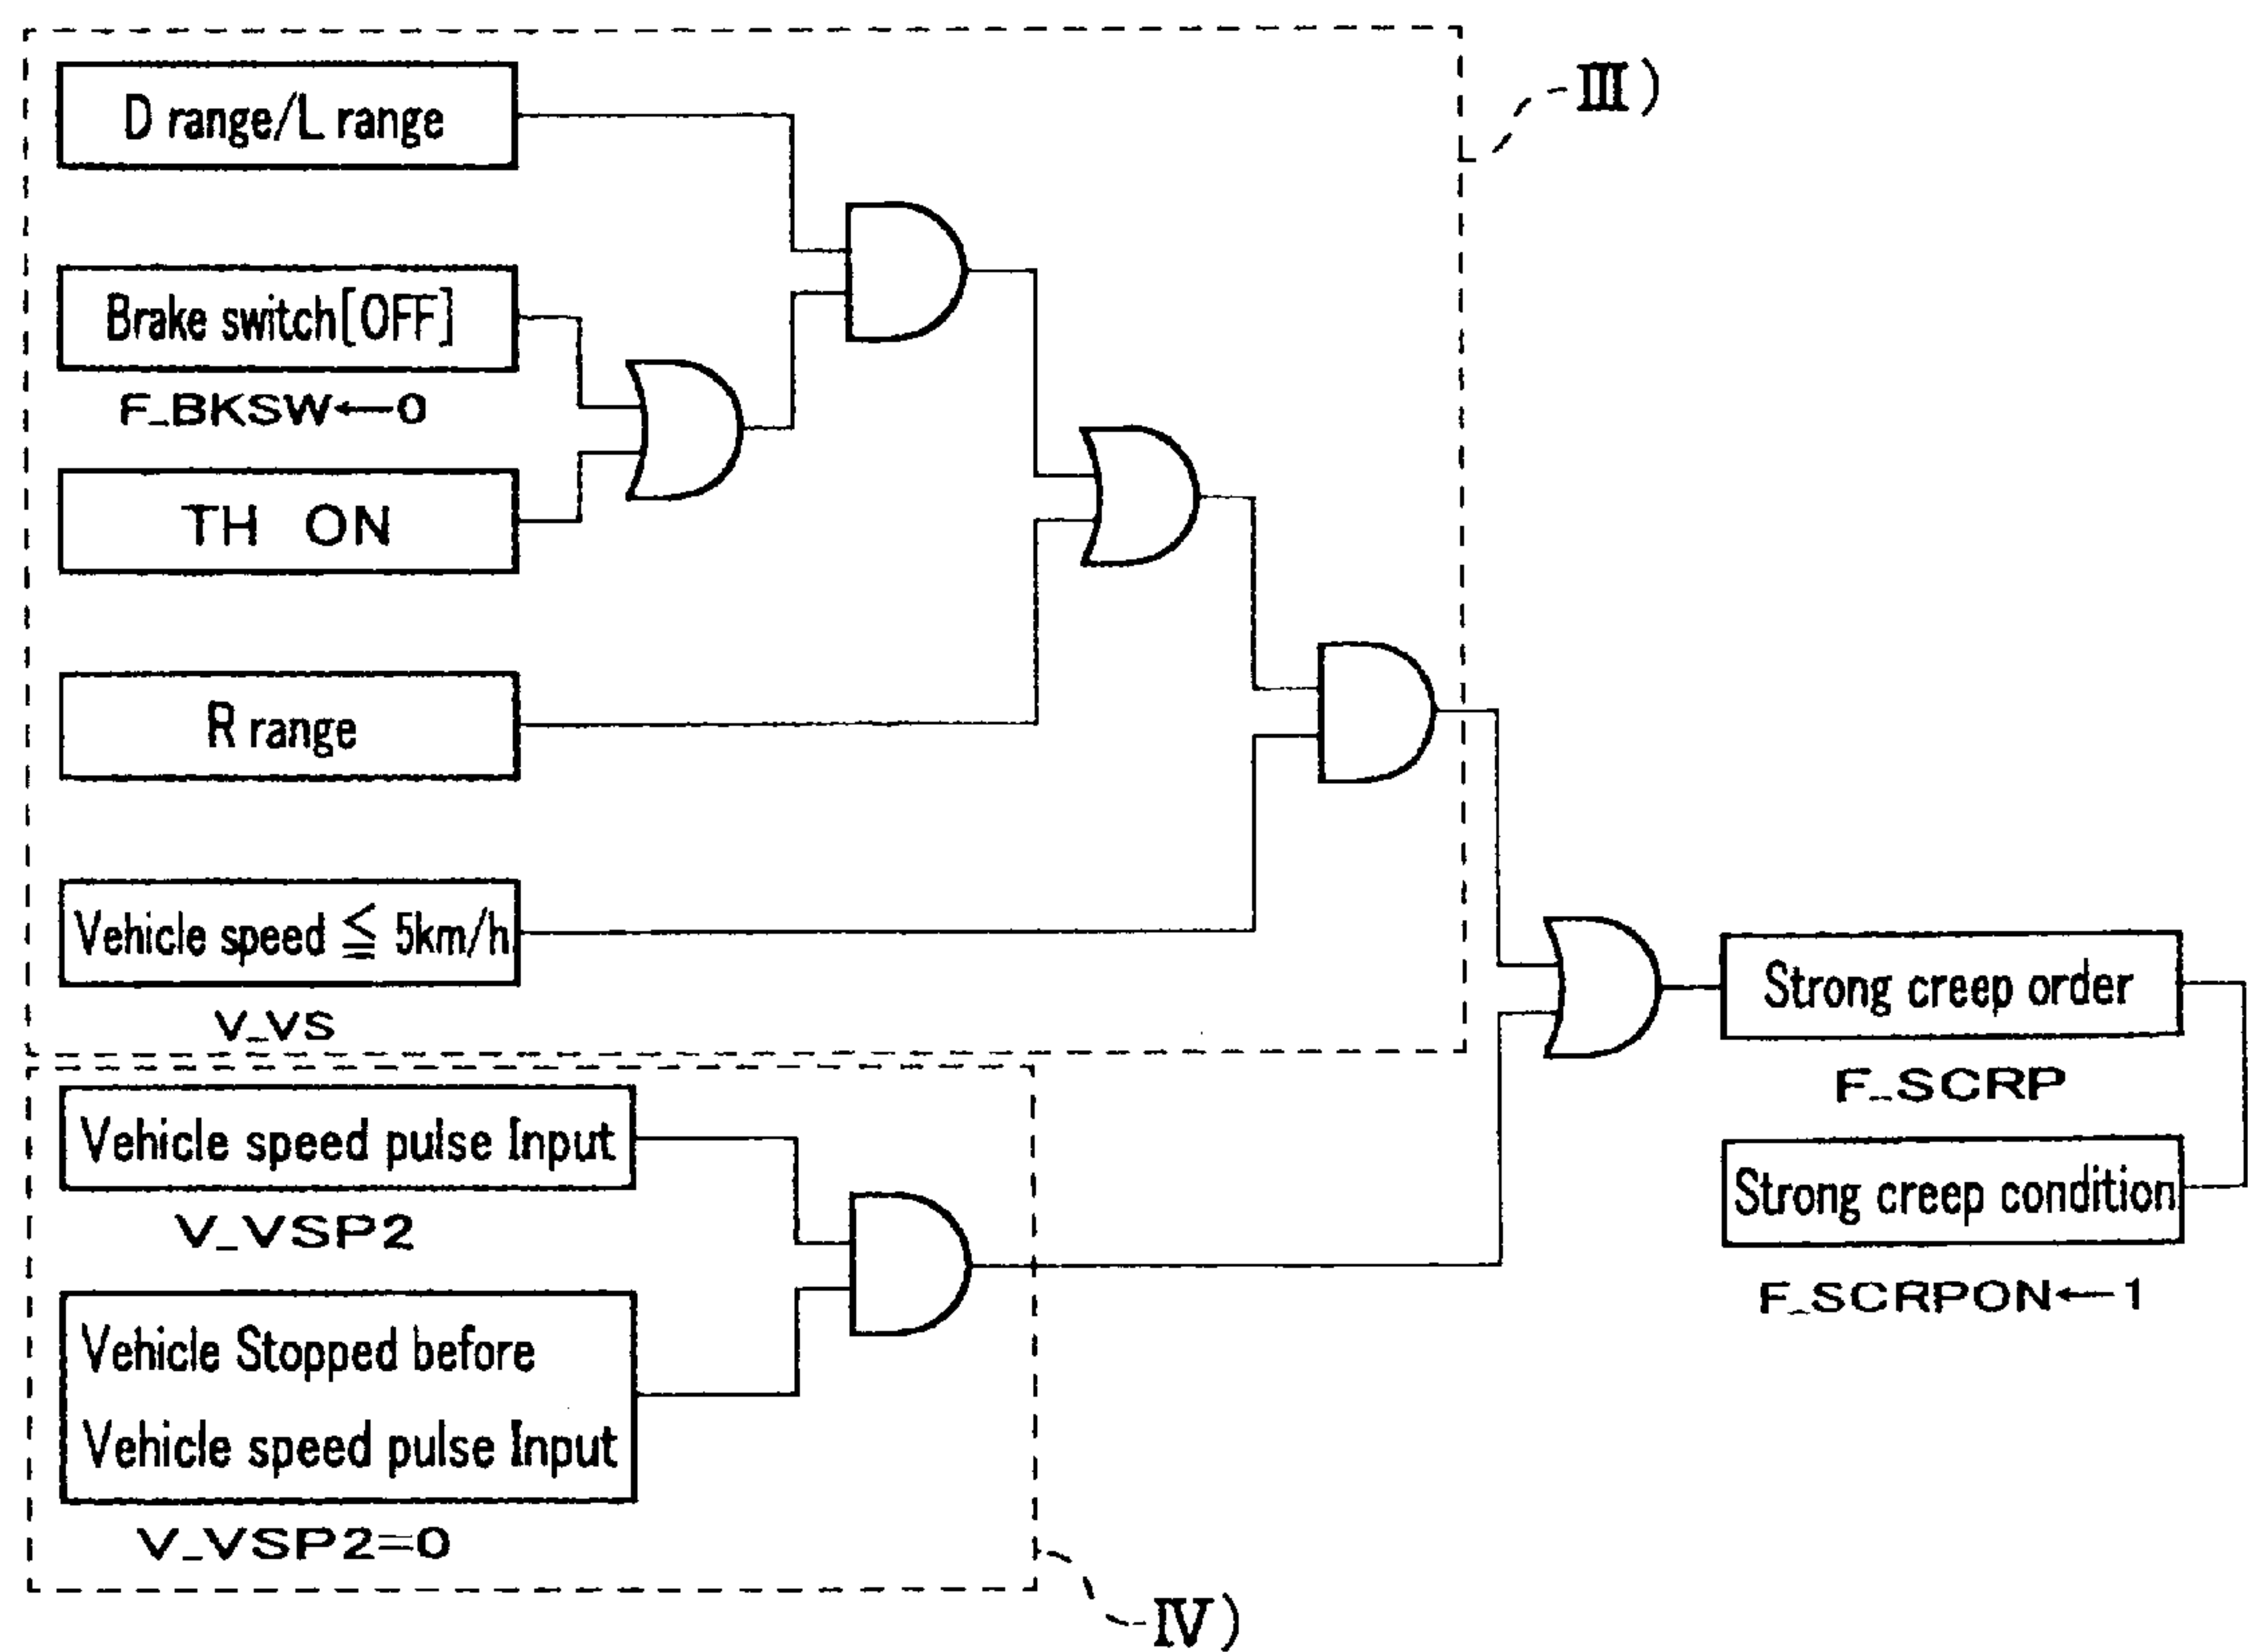 D range/L range
Brake switch[OFF]
F_BKSW←0
TH ON
R range
Vehicle speed ≦ 5km/h
V_VS
III)
Vehicle speed pulse Input
V_VSP2
Vehicle Stopped before
Vehicle speed pulse Input
V_VSP2=0
IV)
Strong creep order
F_SCRP
Strong creep condition
F_SCRPON←1